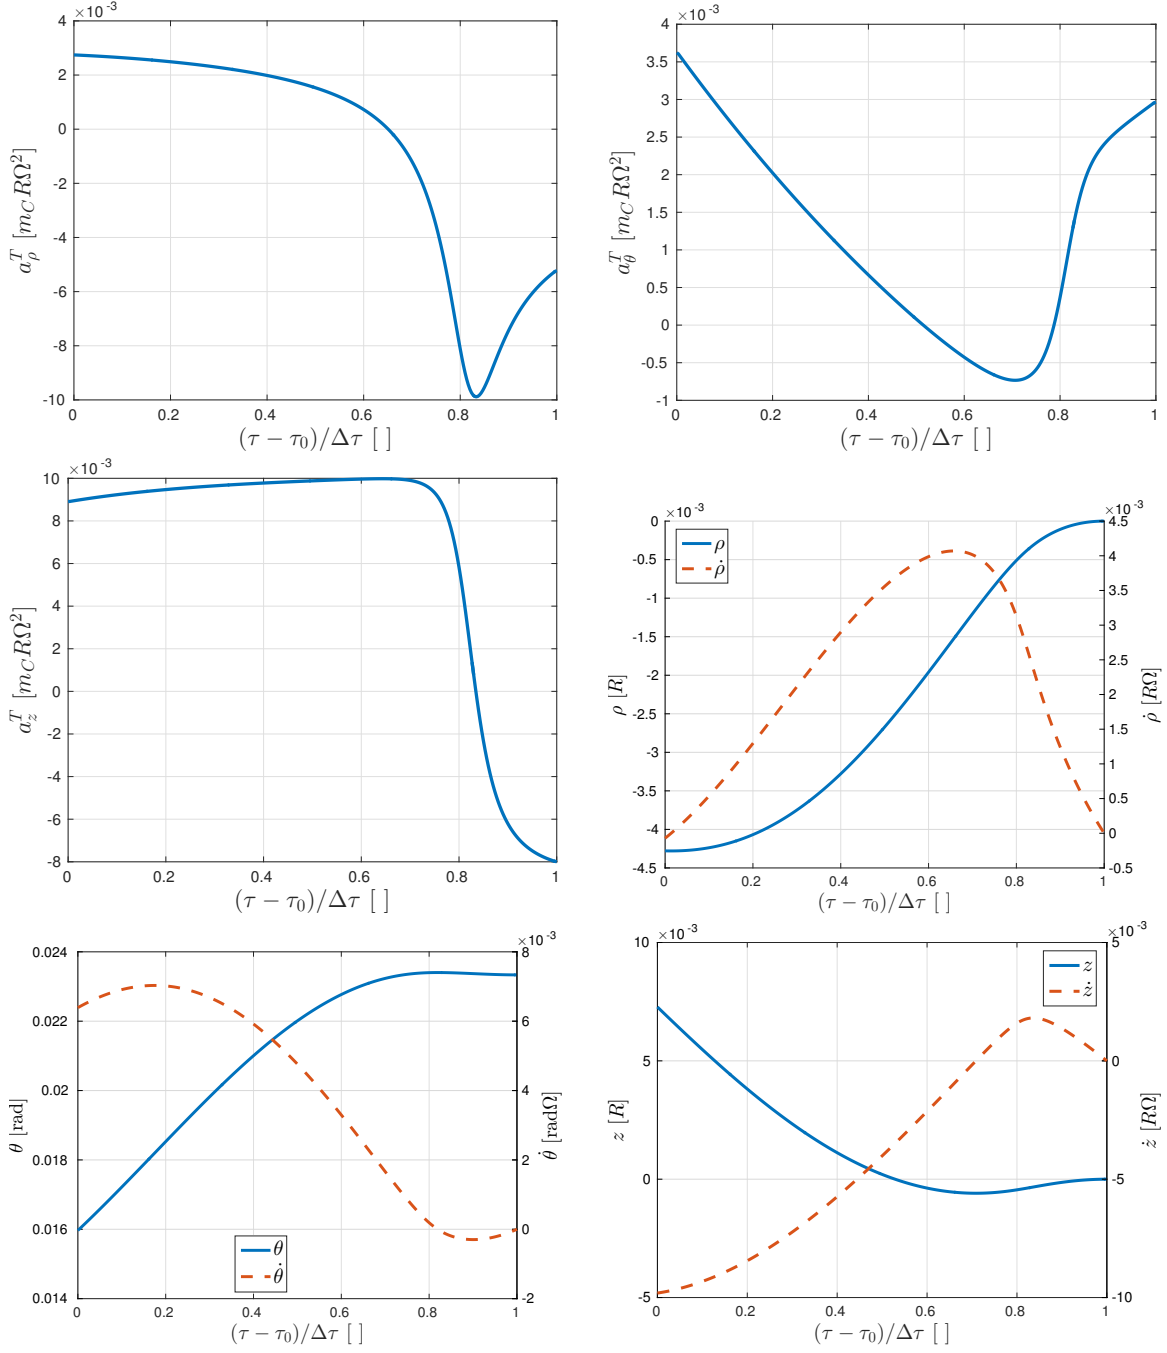 ×10⁻³
4
2
0
-2
-4
-6
-8
-10
0 0.2 0.4 0.6 0.8 1
a_ρ^T [m_C RΩ²]
(τ − τ₀)/Δτ [ ]
×10⁻³
4
3.5
3
2.5
2
1.5
1
0.5
0
-0.5
-1
0 0.2 0.4 0.6 0.8 1
a_θ^T [m_C RΩ²]
(τ − τ₀)/Δτ [ ]
×10⁻³
10
8
6
4
2
0
-2
-4
-6
-8
0 0.2 0.4 0.6 0.8 1
a_z^T [m_C RΩ²]
(τ − τ₀)/Δτ [ ]
×10⁻³
0
-0.5
-1
-1.5
-2
-2.5
-3
-3.5
-4
-4.5
ρ [R]
ρ
ρ̇
×10⁻³
4.5
4
3.5
3
2.5
2
1.5
1
0.5
0
-0.5
ρ̇ [RΩ]
0 0.2 0.4 0.6 0.8 1
(τ − τ₀)/Δτ [ ]
0.024
0.022
0.02
0.018
0.016
0.014
θ [rad]
θ
θ̇
×10⁻³
8
6
4
2
0
-2
θ̇ [radΩ]
0 0.2 0.4 0.6 0.8 1
(τ − τ₀)/Δτ [ ]
×10⁻³
10
5
0
-5
z [R]
z
ż
×10⁻³
5
0
-5
-10
ż [RΩ]
0 0.2 0.4 0.6 0.8 1
(τ − τ₀)/Δτ [ ]